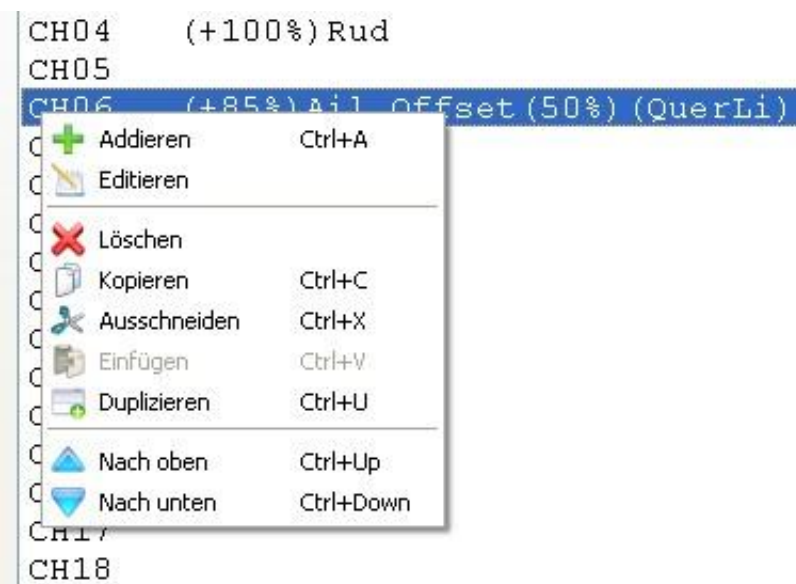 CH04 (+100%)Rud
CH05
CH06 (+85%)Ail Offset(50%)(QuerLi)
Addieren Ctrl+A
Editieren
Löschen
Kopieren Ctrl+C
Ausschneiden Ctrl+X
Einfügen Ctrl+V
Duplizieren Ctrl+U
Nach oben Ctrl+Up
Nach unten Ctrl+Down
CH17
CH18